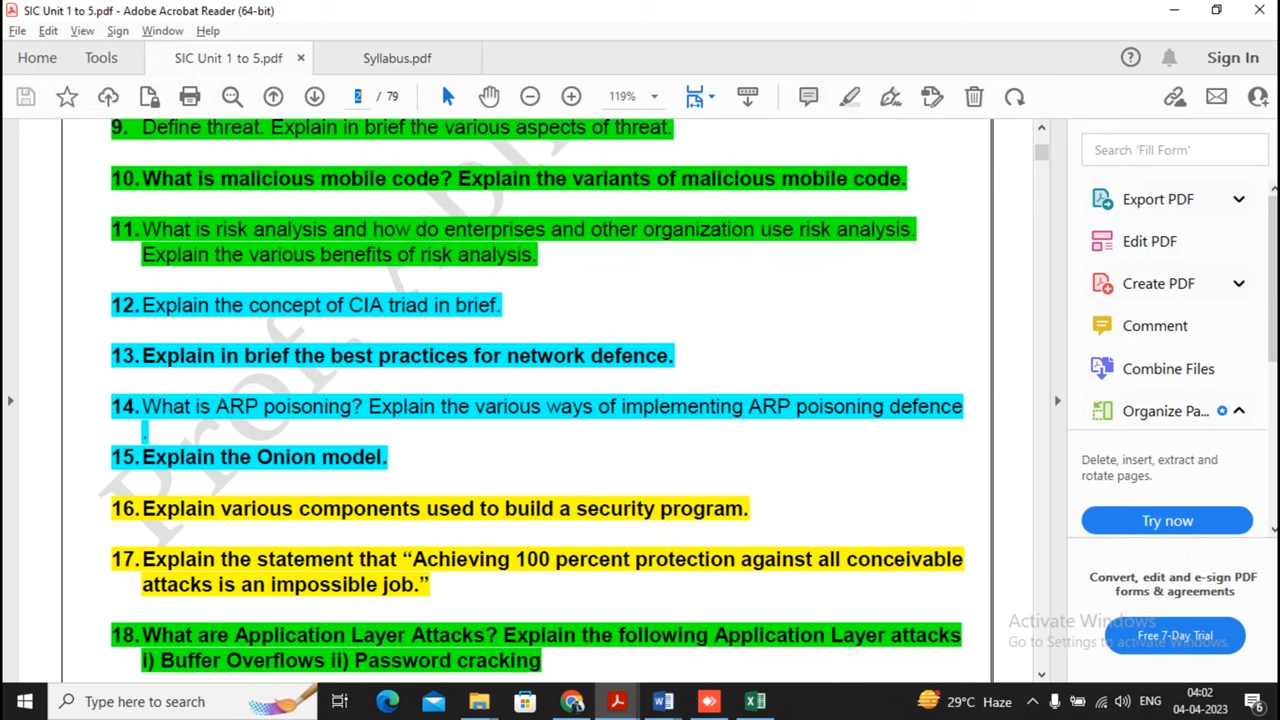 SIC Unit 1 to 5.pdf - Adobe Acrobat Reader (64-bit)
File Edit View Sign Window Help
Home Tools SIC Unit 1 to 5.pdf × Syllabus.pdf Sign In
2 / 79 119%
9. Define threat. Explain in brief the various aspects of threat.
10. What is malicious mobile code? Explain the variants of malicious mobile code.
11. What is risk analysis and how do enterprises and other organization use risk analysis.
Explain the various benefits of risk analysis.
12. Explain the concept of CIA triad in brief.
13. Explain in brief the best practices for network defence.
14. What is ARP poisoning? Explain the various ways of implementing ARP poisoning defence
.
15. Explain the Onion model.
16. Explain various components used to build a security program.
17. Explain the statement that “Achieving 100 percent protection against all conceivable
attacks is an impossible job.”
18. What are Application Layer Attacks? Explain the following Application Layer attacks
i) Buffer Overflows ii) Password cracking
Prof.
Search 'Fill Form'
Export PDF
Edit PDF
Create PDF
Comment
Combine Files
Organize Pa...
Delete, insert, extract and
rotate pages.
Try now
Convert, edit and e-sign PDF
forms & agreements
Free 7-Day Trial
Activate Windows
Go to Settings to activate Windows.
Type here to search
29°C Haze
ENG
04:02
04-04-2023
6